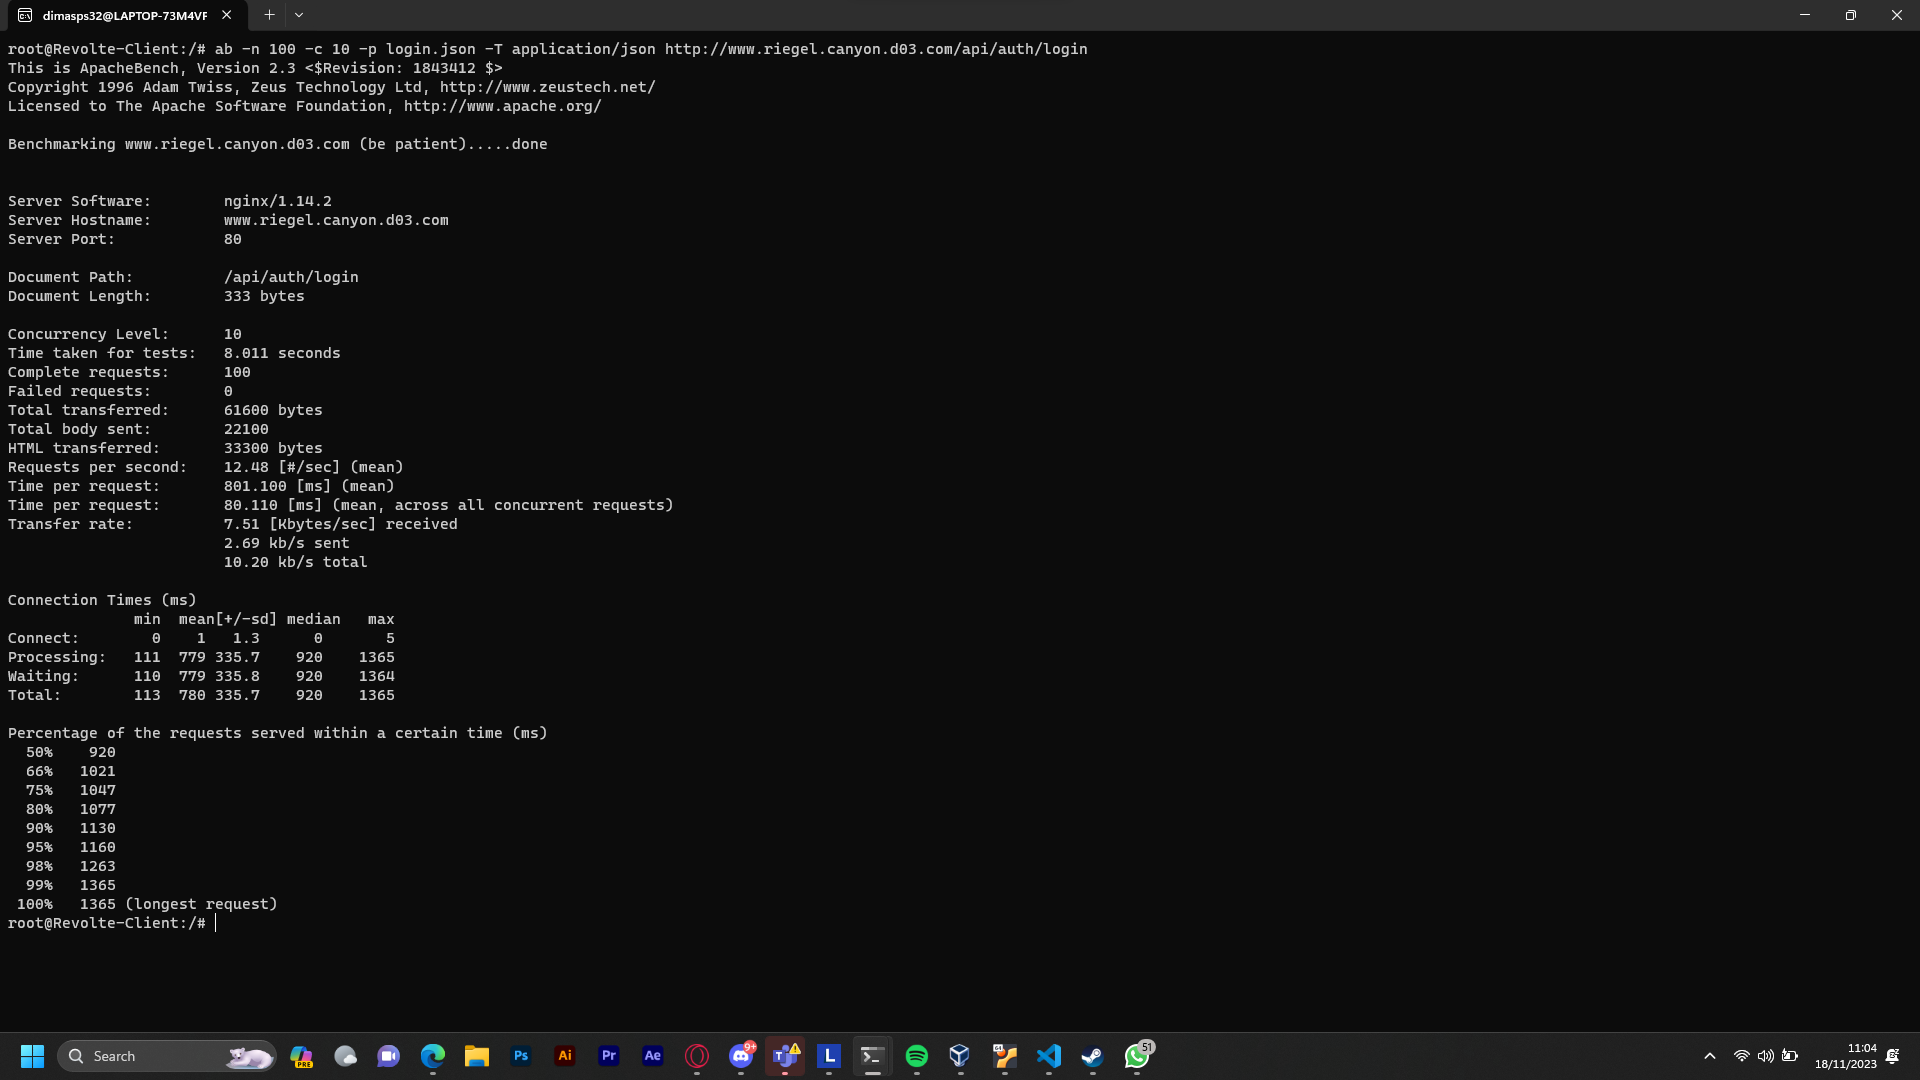 dimasps32@LAPTOP-73M4VF
root@Revolte-Client:/# ab -n 100 -c 10 -p login.json -T application/json http://www.riegel.canyon.d03.com/api/auth/login
This is ApacheBench, Version 2.3 <$Revision: 1843412 $>
Copyright 1996 Adam Twiss, Zeus Technology Ltd, http://www.zeustech.net/
Licensed to The Apache Software Foundation, http://www.apache.org/
Benchmarking www.riegel.canyon.d03.com (be patient).....done
Server Software:        nginx/1.14.2
Server Hostname:        www.riegel.canyon.d03.com
Server Port:            80
Document Path:          /api/auth/login
Document Length:        333 bytes
Concurrency Level:      10
Time taken for tests:   8.011 seconds
Complete requests:      100
Failed requests:        0
Total transferred:      61600 bytes
Total body sent:        22100
HTML transferred:       33300 bytes
Requests per second:    12.48 [#/sec] (mean)
Time per request:       801.100 [ms] (mean)
Time per request:       80.110 [ms] (mean, across all concurrent requests)
Transfer rate:          7.51 [Kbytes/sec] received
                        2.69 kb/s sent
                        10.20 kb/s total
Connection Times (ms)
              min  mean[+/-sd] median   max
Connect:        0    1   1.3      0       5
Processing:   111  779 335.7    920    1365
Waiting:      110  779 335.8    920    1364
Total:        113  780 335.7    920    1365
Percentage of the requests served within a certain time (ms)
  50%    920
  66%   1021
  75%   1047
  80%   1077
  90%   1130
  95%   1160
  98%   1263
  99%   1365
 100%   1365 (longest request)
root@Revolte-Client:/#
Search
PRE
Ps
Ai
Pr
Ae
9+
T
L
64
51
11:04
18/11/2023